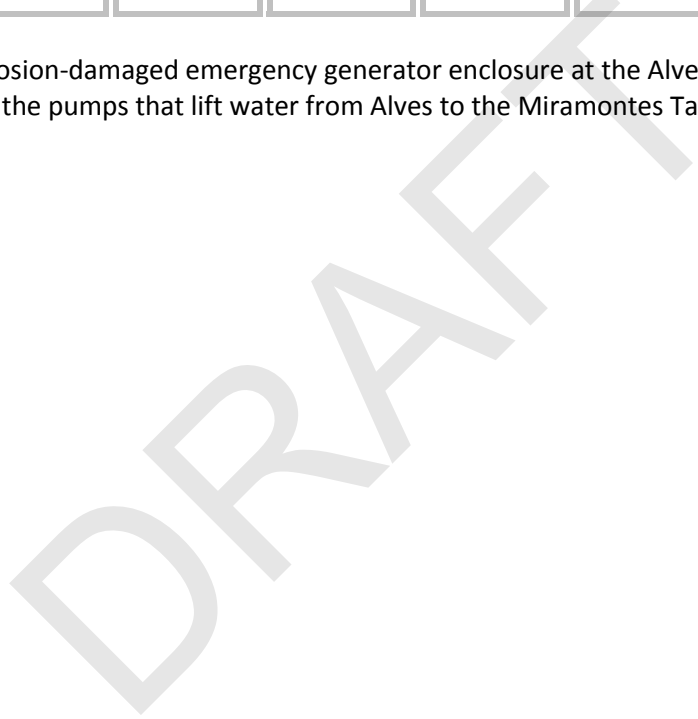 osion-damaged emergency generator enclosure at the Alve
the pumps that lift water from Alves to the Miramontes Ta
DRAFT